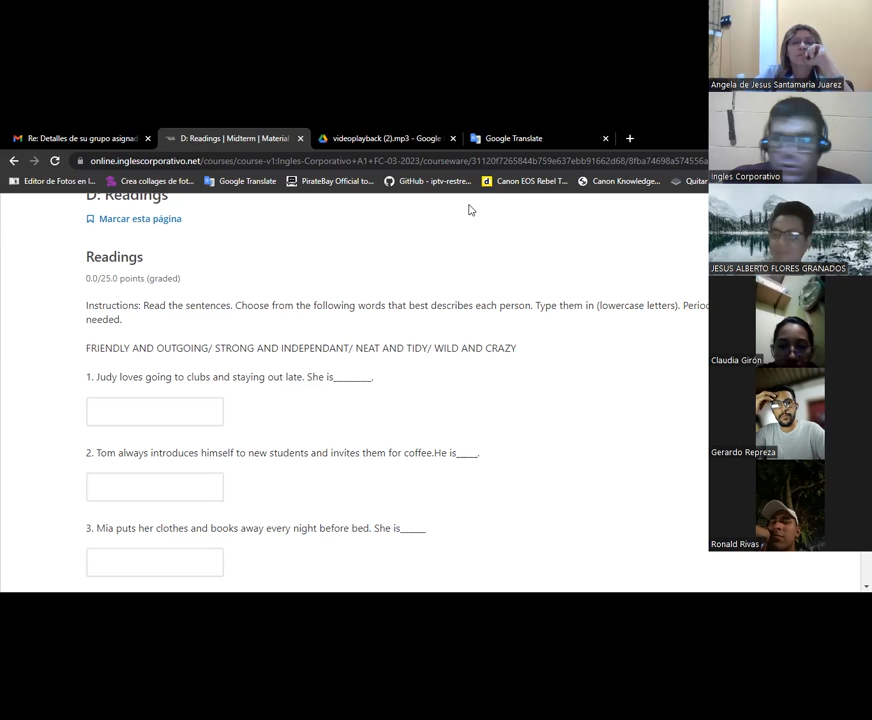 Re: Detalles de su grupo asignad
D: Readings | Midterm | Material
videoplayback (2).mp3 - Google
Google Translate
online.inglescorporativo.net/courses/course-v1:Ingles-Corporativo+A1+FC-03-2023/courseware/31120f7265844b759e637ebb91662d68/8fba74698a574556a
Editor de Fotos en l...
Crea collages de fot...
Google Translate
PirateBay Official to...
GitHub - iptv-restre...
Canon EOS Rebel T...
Canon Knowledge...
Quitar
D: Readings
Marcar esta página
Readings
0.0/25.0 points (graded)
Instructions: Read the sentences. Choose from the following words that best describes each person. Type them in (lowercase letters). Perio
needed.
FRIENDLY AND OUTGOING/ STRONG AND INDEPENDANT/ NEAT AND TIDY/ WILD AND CRAZY
1. Judy loves going to clubs and staying out late. She is________.
2. Tom always introduces himself to new students and invites them for coffee.He is_____.
3. Mia puts her clothes and books away every night before bed. She is______
Angela de Jesus Santamaria Juarez
Ingles Corporativo
JESUS ALBERTO FLORES GRANADOS
Claudia Girón
Gerardo Repreza
Ronald Rivas